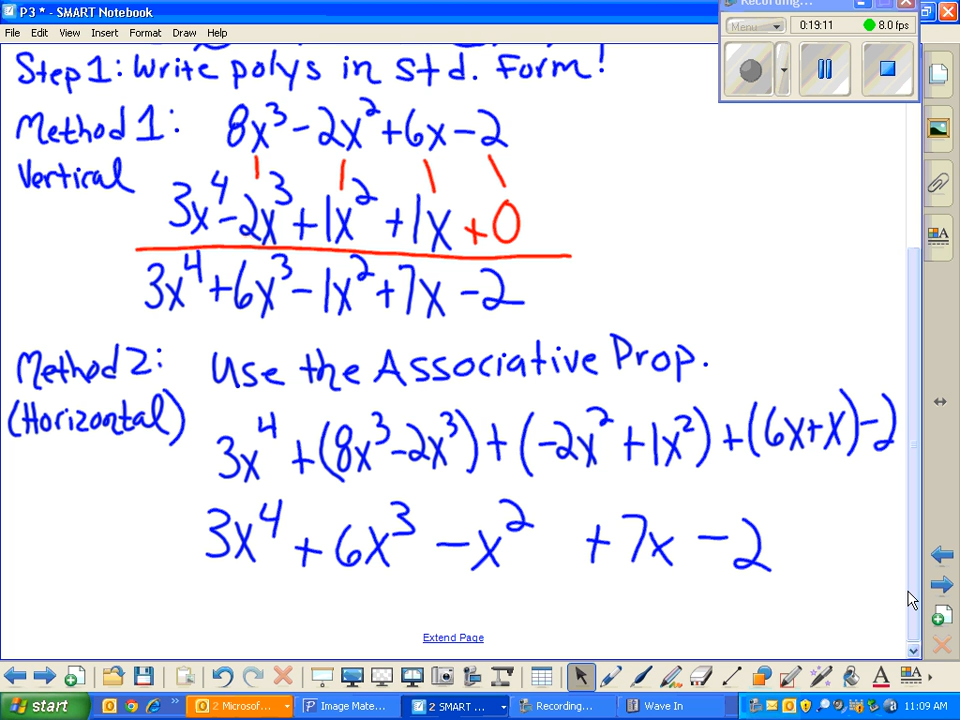 P3 * - SMART Notebook
Recording...
File Edit View Insert Format Draw Help
Menu 0:19:11 8.0 fps
Step 1: Write polys in std. form!
Method 1: 8x³ - 2x² + 6x - 2
Vertical
3x⁴ - 2x³ + 1x² + 1x + 0
3x⁴ + 6x³ - 1x² + 7x - 2
Method 2: Use the Associative Prop.
(Horizontal)
3x⁴ + (8x³ - 2x³) + (-2x² + 1x²) + (6x + x) - 2
3x⁴ + 6x³ - x² + 7x - 2
Extend Page
start 2 Microsof... Image Mate... 2 SMART ... Recording... Wave In 11:09 AM